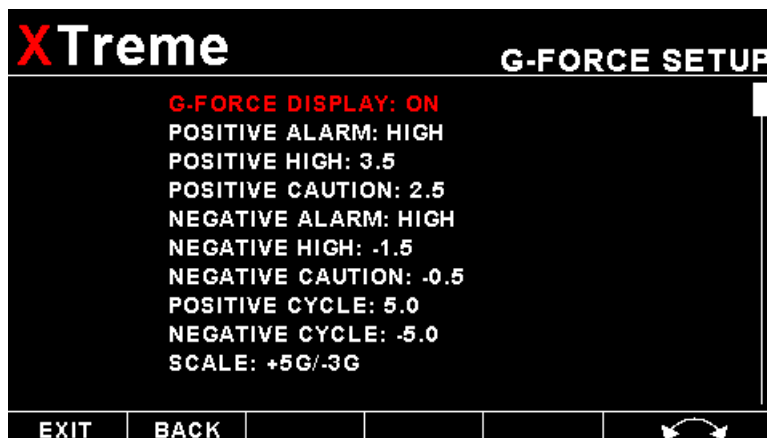 XTreme
G-FORCE SETUP
G-FORCE DISPLAY: ON
POSITIVE ALARM: HIGH
POSITIVE HIGH: 3.5
POSITIVE CAUTION: 2.5
NEGATIVE ALARM: HIGH
NEGATIVE HIGH: -1.5
NEGATIVE CAUTION: -0.5
POSITIVE CYCLE: 5.0
NEGATIVE CYCLE: -5.0
SCALE: +5G/-3G
EXIT BACK